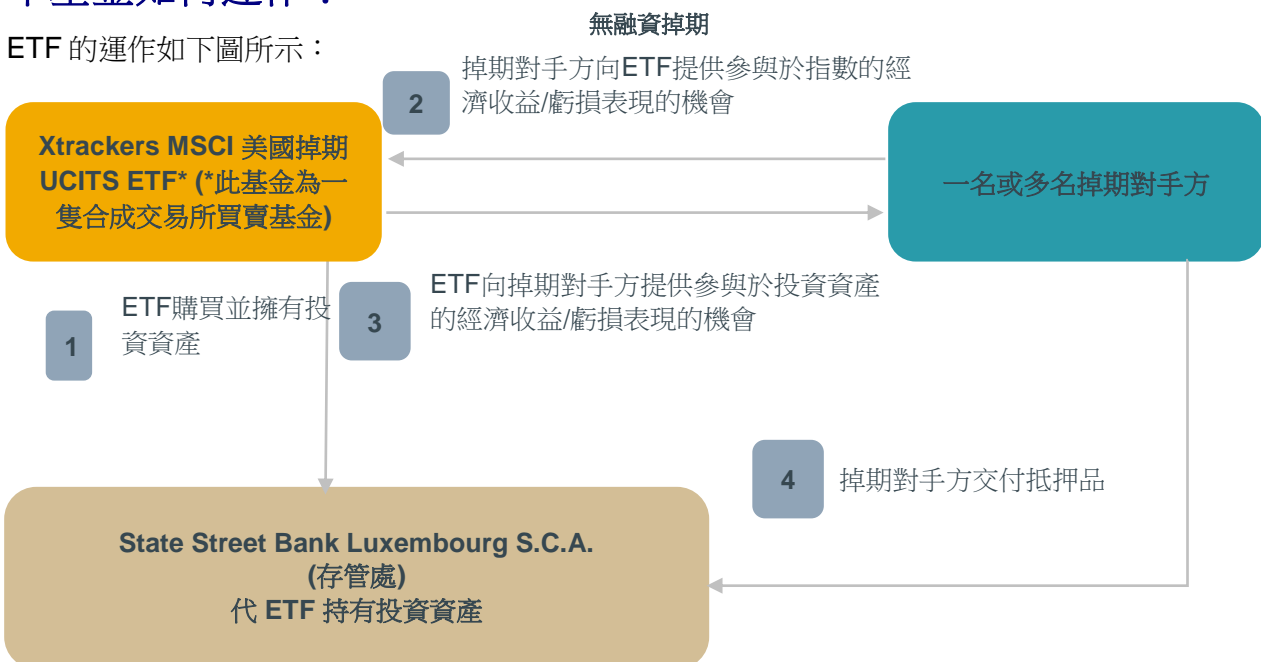 ETF 的運作如下圖所示：
無融資掉期
2
掉期對手方向ETF提供參與於指數的經
濟收益/虧損表現的機會
Xtrackers MSCI 美國掉期
UCITS ETF* (*此基金為一
隻合成交易所買賣基金)
一名或多名掉期對手方
1
ETF購買並擁有投
資資產
3
ETF向掉期對手方提供參與於投資資產
的經濟收益/虧損表現的機會
4
掉期對手方交付抵押品
State Street Bank Luxembourg S.C.A.
(存管處)
代 ETF 持有投資資產